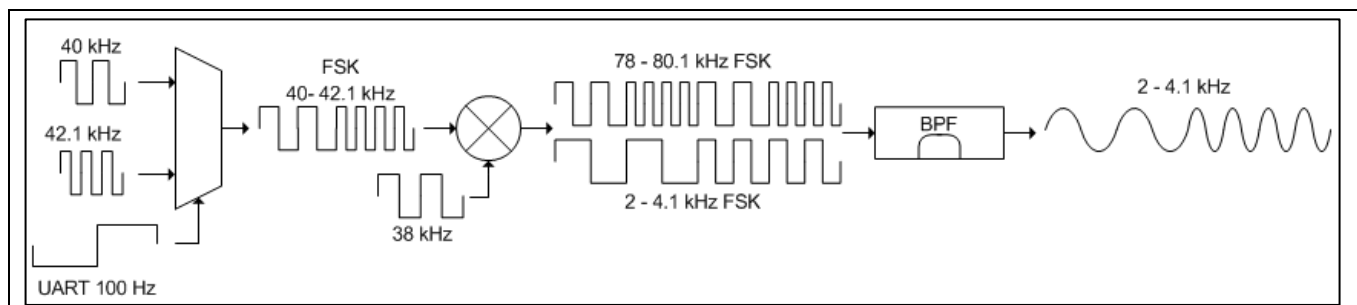 40 kHz
42.1 kHz
UART 100 Hz
FSK
40- 42.1 kHz
38 kHz
78 - 80.1 kHz FSK
2 - 4.1 kHz FSK
BPF
2 - 4.1 kHz